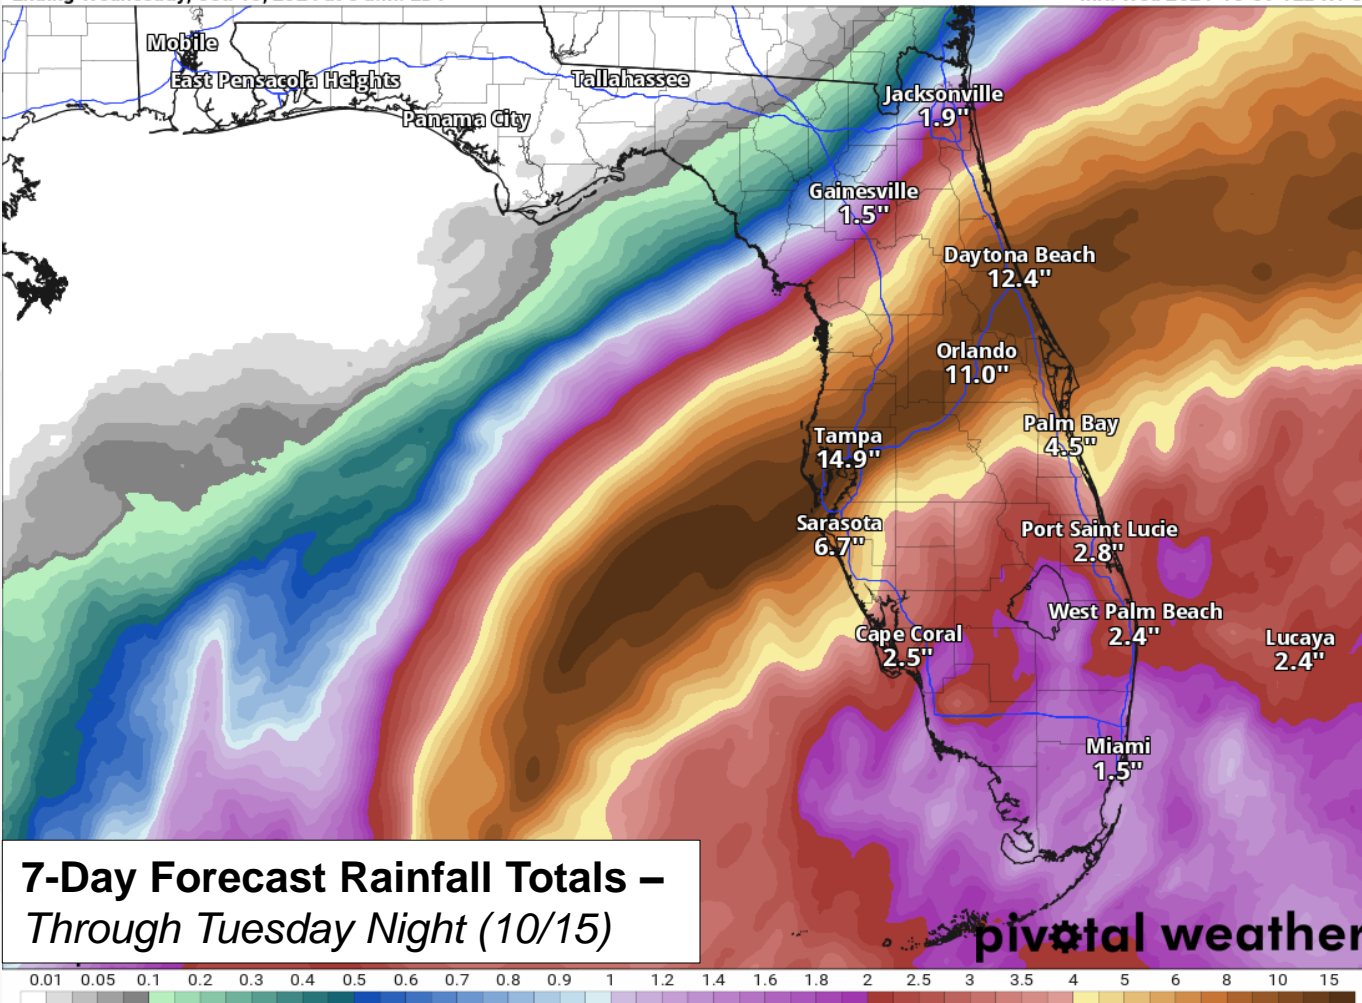 Mobile
East Pensacola Heights
Tallahassee
Panama City
Jacksonville
1.9"
Gainesville
1.5"
Daytona Beach
12.4"
Orlando
11.0"
Palm Bay
4.5"
Tampa
14.9"
Sarasota
6.7"
Port Saint Lucie
2.8"
West Palm Beach
2.4"
Cape Coral
2.5"
Lucaya
2.4"
Miami
1.5"
7-Day Forecast Rainfall Totals –
Through Tuesday Night (10/15)
pivotal weather
0.01 0.05 0.1 0.2 0.3 0.4 0.5 0.6 0.7 0.8 0.9 1 1.2 1.4 1.6 1.8 2 2.5 3 3.5 4 5 6 8 10 15